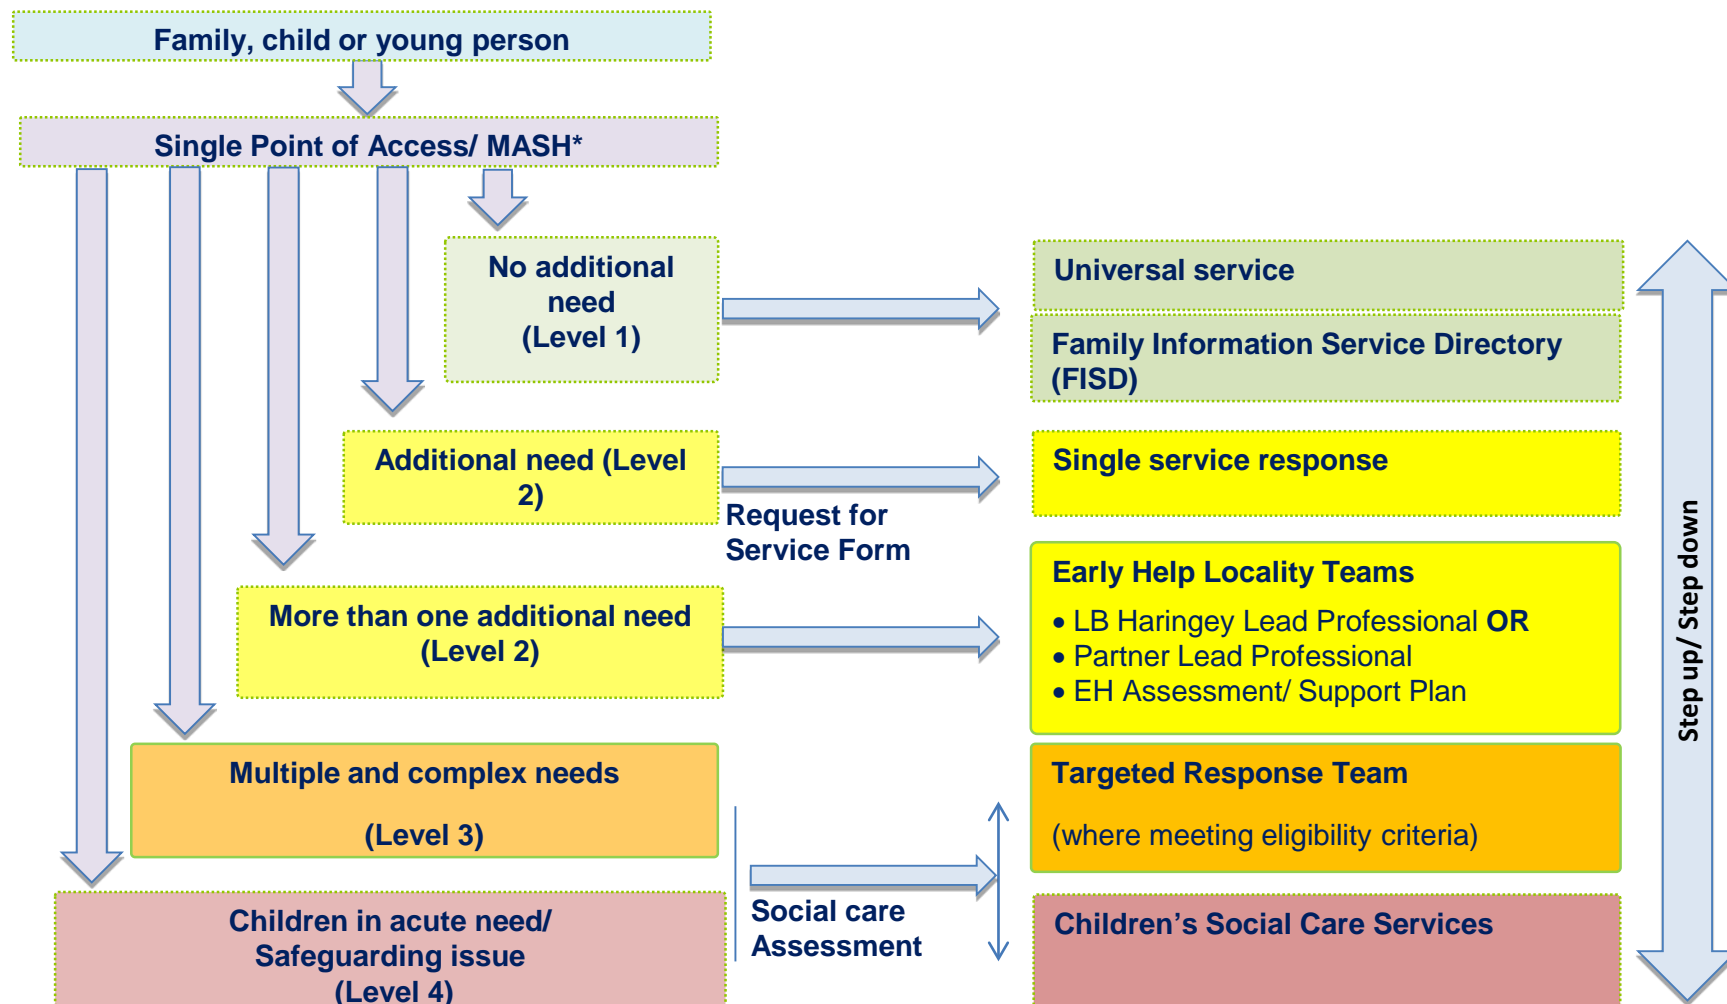 Family, child or young person
Single Point of Access/ MASH*
No additional
need
(Level 1)
Universal service
Family Information Service Directory
(FISD)
Additional need (Level
2)
Request for
Service Form
Single service response
More than one additional need
(Level 2)
Early Help Locality Teams
• LB Haringey Lead Professional OR
• Partner Lead Professional
• EH Assessment/ Support Plan
Multiple and complex needs
(Level 3)
Targeted Response Team
(where meeting eligibility criteria)
Social care
Assessment
Children in acute need/
Safeguarding issue
(Level 4)
Children’s Social Care Services
Step up/ Step down